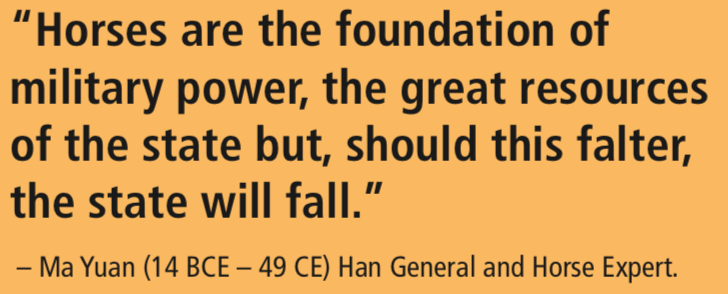 “Horses are the foundation of
military power, the great resources
of the state but, should this falter,
the state will fall.”
– Ma Yuan (14 BCE – 49 CE) Han General and Horse Expert.